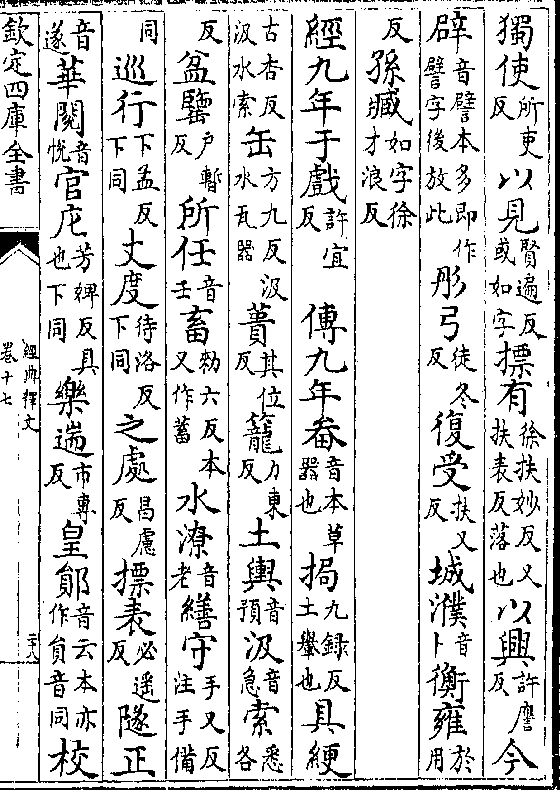 獨使所吏反以見賢遍反或如字摽有徐扶妙反又扶表反落也以興許膺反今
辟音譬本多即作譬字後放此彤弓徒冬反復受扶又反城濮音卜衡雍於用
反孫臧如字徐才浪反
經九年于戲許宜反　傳九年畚音本草器也挶九録反土轝也具綆
古杏反汲水索缶方九反汲水瓦器蕢其位反籠力東反土輿音預汲音急索悉各
反盆鑒戶暫反所任音壬畜勑六反本又作蓄水潦音老繕守手又反注手備
同巡行下孟反下同丈度待洛反下同之處昌慮反摽表必遥反隧正
音遂華閱音悅官庀芳婢反具也下同樂遄市專反皇鄖音云本亦作貟音同校
欽定四庫全書
經典釋文
卷十七